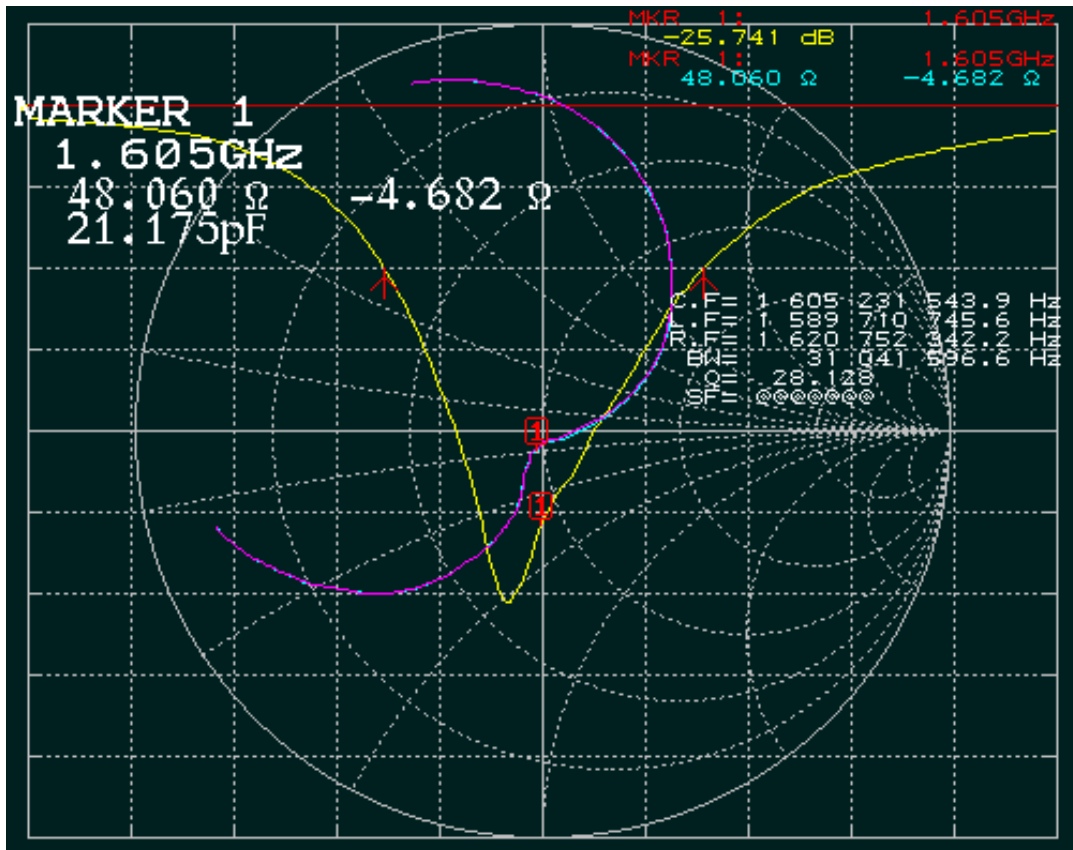 MKR 1: 1.605GHz
-25.741 dB
MKR 1: 1.605GHz
48.060 Ω -4.682 Ω
MARKER 1
1.605GHz
48.060 Ω -4.682 Ω
21.175pF
C.F= 1 605 231 543.9 Hz
L.F= 1 589 710 745.6 Hz
R.F= 1 620 752 342.2 Hz
BW= 31 041 596.6 Hz
Q= 28.128
SF= @@@@@@@
1
1